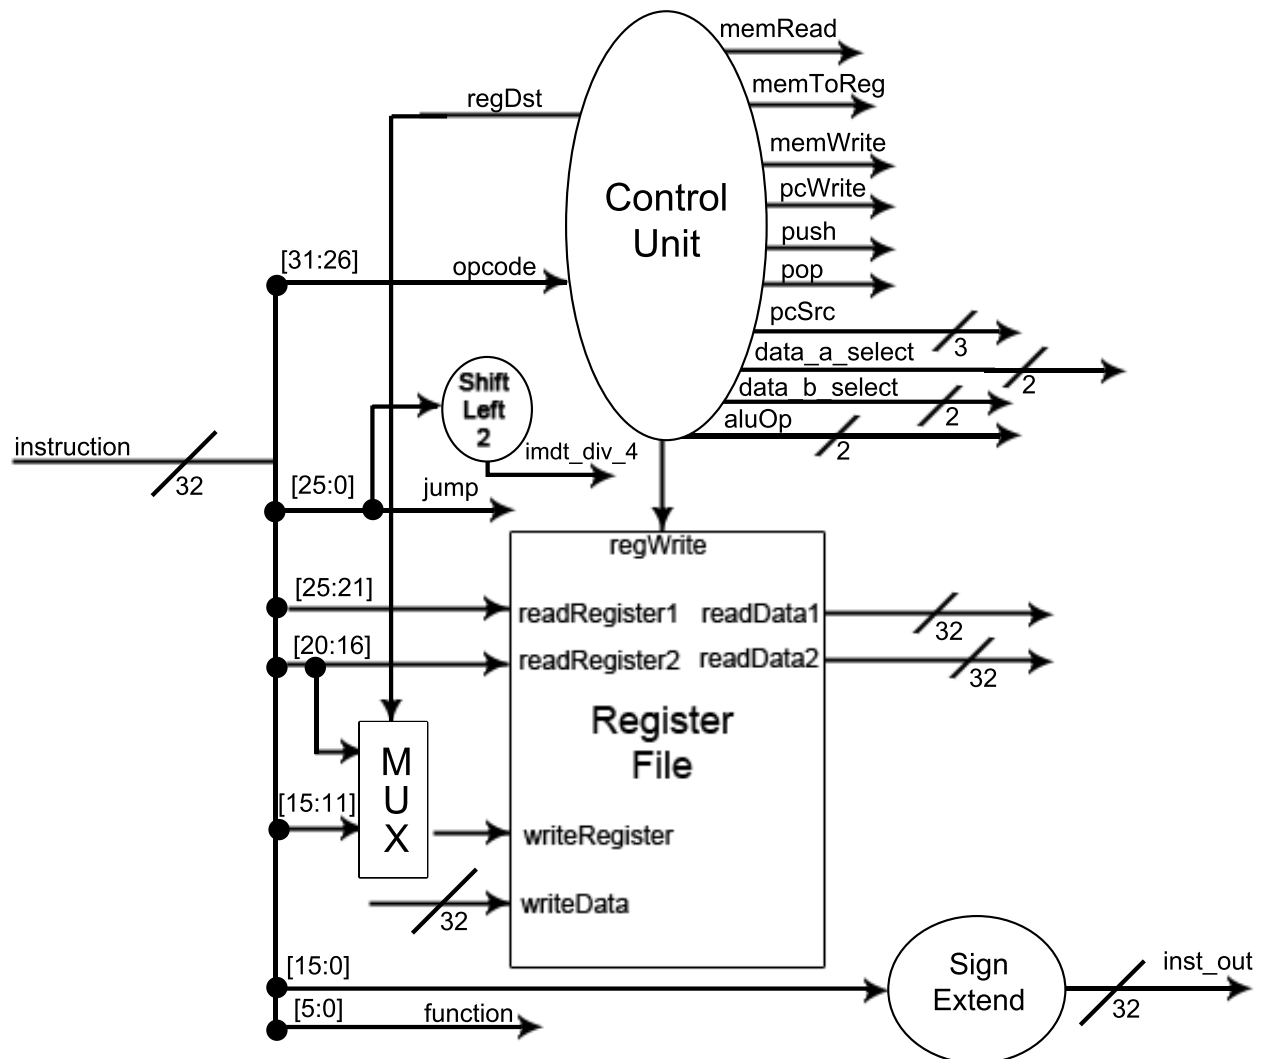 memRead
regDst
memToReg
memWrite
Control
Unit
pcWrite
push
pop
[31:26]
opcode
pcSrc
3
data_a_select
2
data_b_select
2
aluOp
2
Shift
Left
2
imdt_div_4
instruction
32
[25:0]
jump
regWrite
[25:21]
readRegister1
readData1
32
[20:16]
readRegister2
readData2
32
Register
File
M
U
X
[15:11]
writeRegister
writeData
32
[15:0]
Sign
Extend
inst_out
32
[5:0]
function